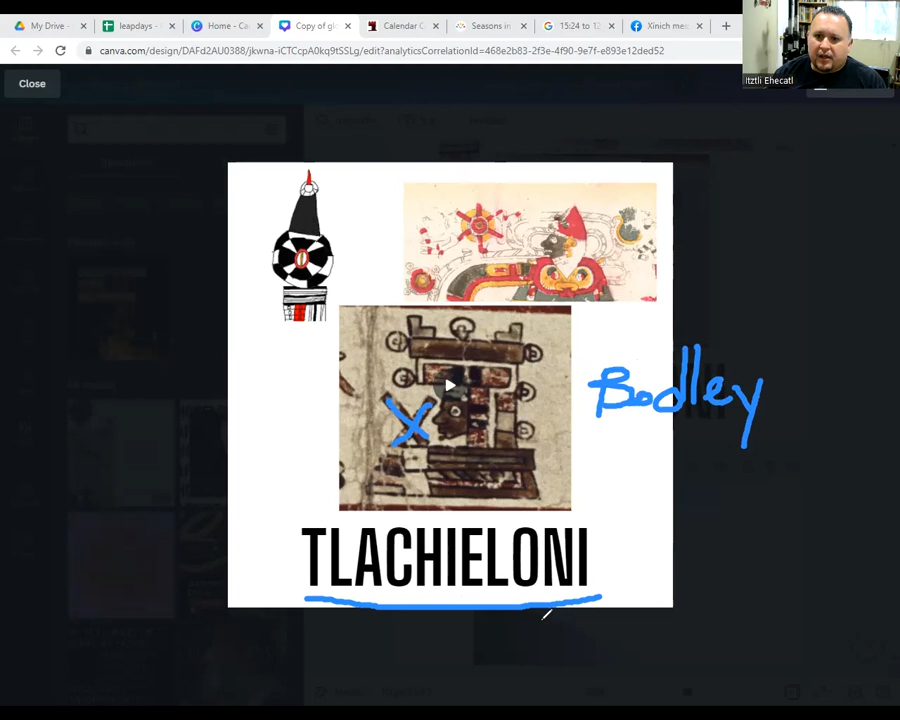 My Drive -
leapdays -
Home - Ca
Copy of glo
Calendar C
Seasons in
15:24 to 12
Xinich me
canva.com/design/DAFd2AU0388/jkwna-iCTCcpA0kq9tSSLg/edit?analyticsCorrelationId=468e2b83-2f3e-4f90-9e7f-e893e12ded52
Itztli Ehecatl
Close
Bodley
X
TLACHIELONI